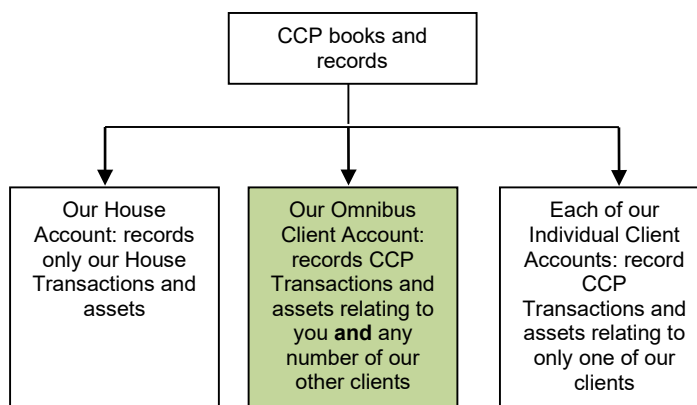 CCP books and
records
Our House
Account: records
only our House
Transactions and
assets
Our Omnibus
Client Account:
records CCP
Transactions and
assets relating to
you and any
number of our
other clients
Each of our
Individual Client
Accounts: record
CCP
Transactions and
assets relating to
only one of our
clients